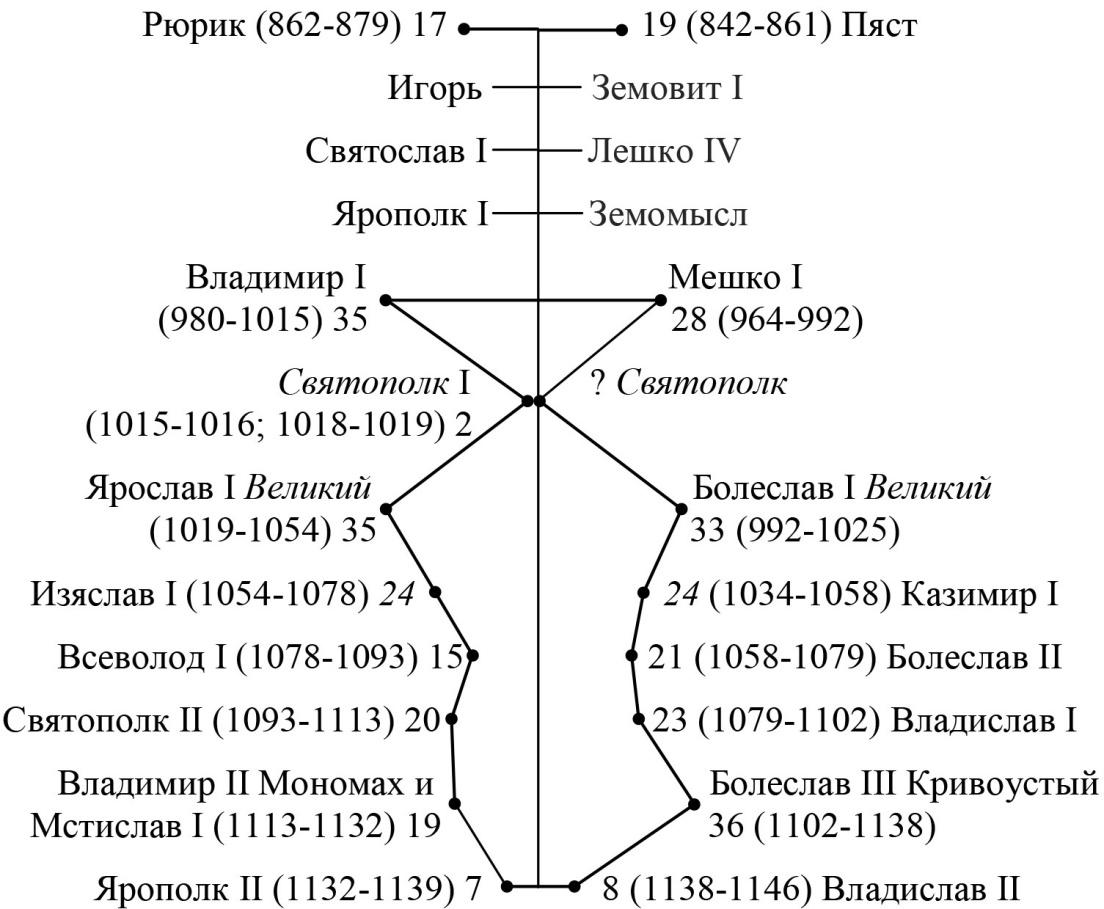 Рюрик (862-879) 17 19 (842-861) Пяст
Игорь Земовит I
Святослав I Лешко IV
Ярополк I Земомысл
Владимир I Мешко I
(980-1015) 35 28 (964-992)
Святополк I ? Святополк
(1015-1016; 1018-1019) 2
Ярослав I Великий Болеслав I Великий
(1019-1054) 35 33 (992-1025)
Изяслав I (1054-1078) 24 24 (1034-1058) Казимир I
Всеволод I (1078-1093) 15 21 (1058-1079) Болеслав II
Святополк II (1093-1113) 20 23 (1079-1102) Владислав I
Владимир II Мономах и Болеслав III Кривоустый
Мстислав I (1113-1132) 19 36 (1102-1138)
Ярополк II (1132-1139) 7 8 (1138-1146) Владислав II